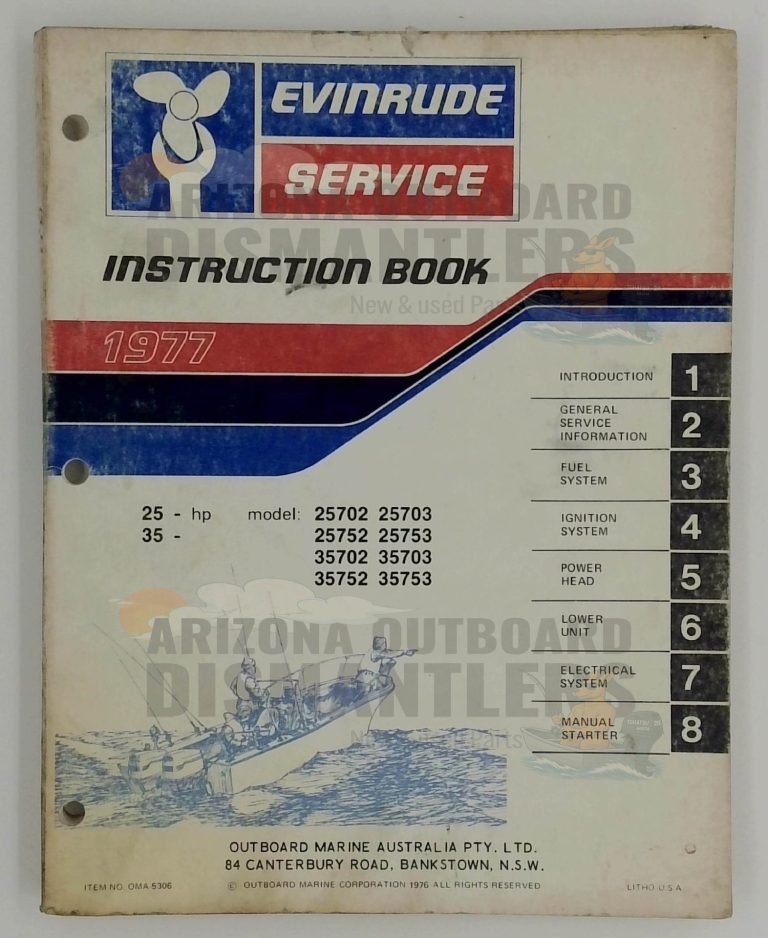 EVINRUDE
SERVICE
ARIZONA OUTBOARD
DISMANTLERS
New & used Parts
INSTRUCTION BOOK
1977
INTRODUCTION 1
GENERAL
SERVICE
INFORMATION 2
FUEL
SYSTEM 3
IGNITION
SYSTEM 4
POWER
HEAD 5
LOWER
UNIT 6
ELECTRICAL
SYSTEM 7
MANUAL
STARTER 8
25 - hp model: 25702 25703
35 - 25752 25753
35702 35703
35752 35753
ARIZONA OUTBOARD
DISMANTLERS
New & used Parts
OUTBOARD MARINE AUSTRALIA PTY. LTD.
84 CANTERBURY ROAD, BANKSTOWN, N.S.W.
ITEM NO. OMA-5306 © OUTBOARD MARINE CORPORATION 1976 ALL RIGHTS RESERVED LITHO U.S.A